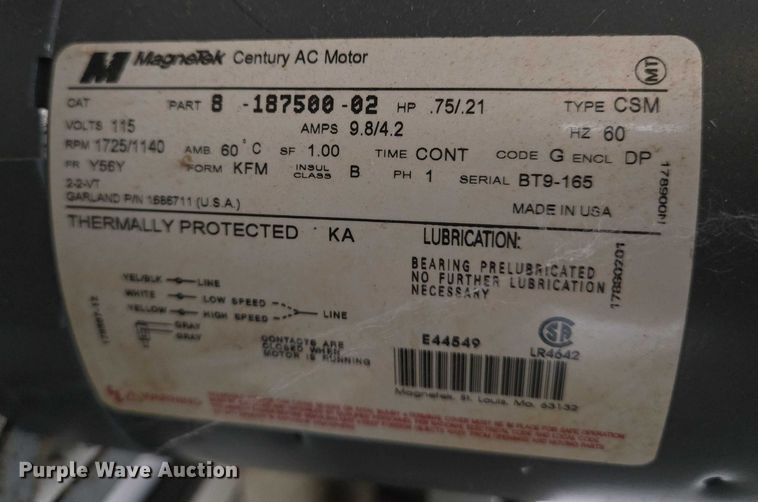 MagneTek Century AC Motor
MT
CAT PART 8-187500-02 HP .75/.21 TYPE CSM
VOLTS 115 AMPS 9.8/4.2 HZ 60
RPM 1725/1140 AMB 60°C SF 1.00 TIME CONT CODE G ENCL DP
FR Y56Y FORM KFM INSUL CLASS B PH 1 SERIAL BT9-165
2-2-VT
GARLAND P/N 1686711 (U.S.A.)
MADE IN USA
THERMALLY PROTECTED KA
LUBRICATION:
BEARING PRELUBRICATED
NO FURTHER LUBRICATION
NECESSARY
YEL/BLK LINE
WHITE LOW SPEED
YELLOW HIGH SPEED LINE
GRAY
GRAY
CONTACTS ARE
CLOSED WHEN
MOTOR IS RUNNING
E44549
LR4642
Magnetek, St. Louis, Mo. 63132
WARNING
Purple Wave Auction